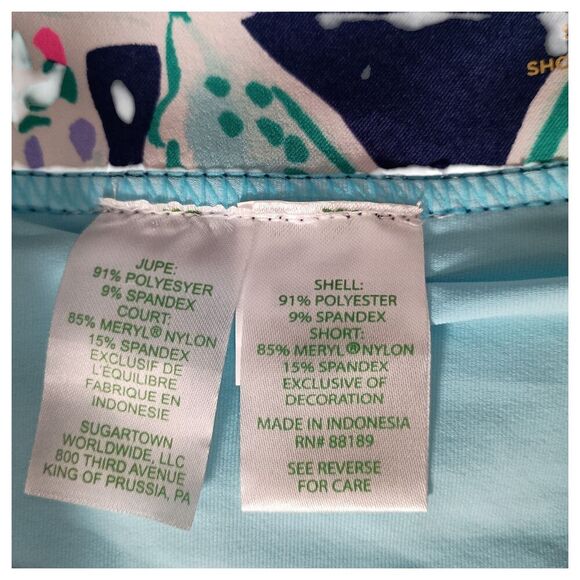 JUPE:
91% POLYESYER
9% SPANDEX
COURT:
85% MERYL® NYLON
15% SPANDEX
EXCLUSIF DE
L'ÉQUILIBRE
FABRIQUE EN
INDONESIE
SUGARTOWN
WORLDWIDE, LLC
800 THIRD AVENUE
KING OF PRUSSIA, PA
SHELL:
91% POLYESTER
9% SPANDEX
SHORT:
85% MERYL® NYLON
15% SPANDEX
EXCLUSIVE OF
DECORATION
MADE IN INDONESIA
RN# 88189
SEE REVERSE
FOR CARE